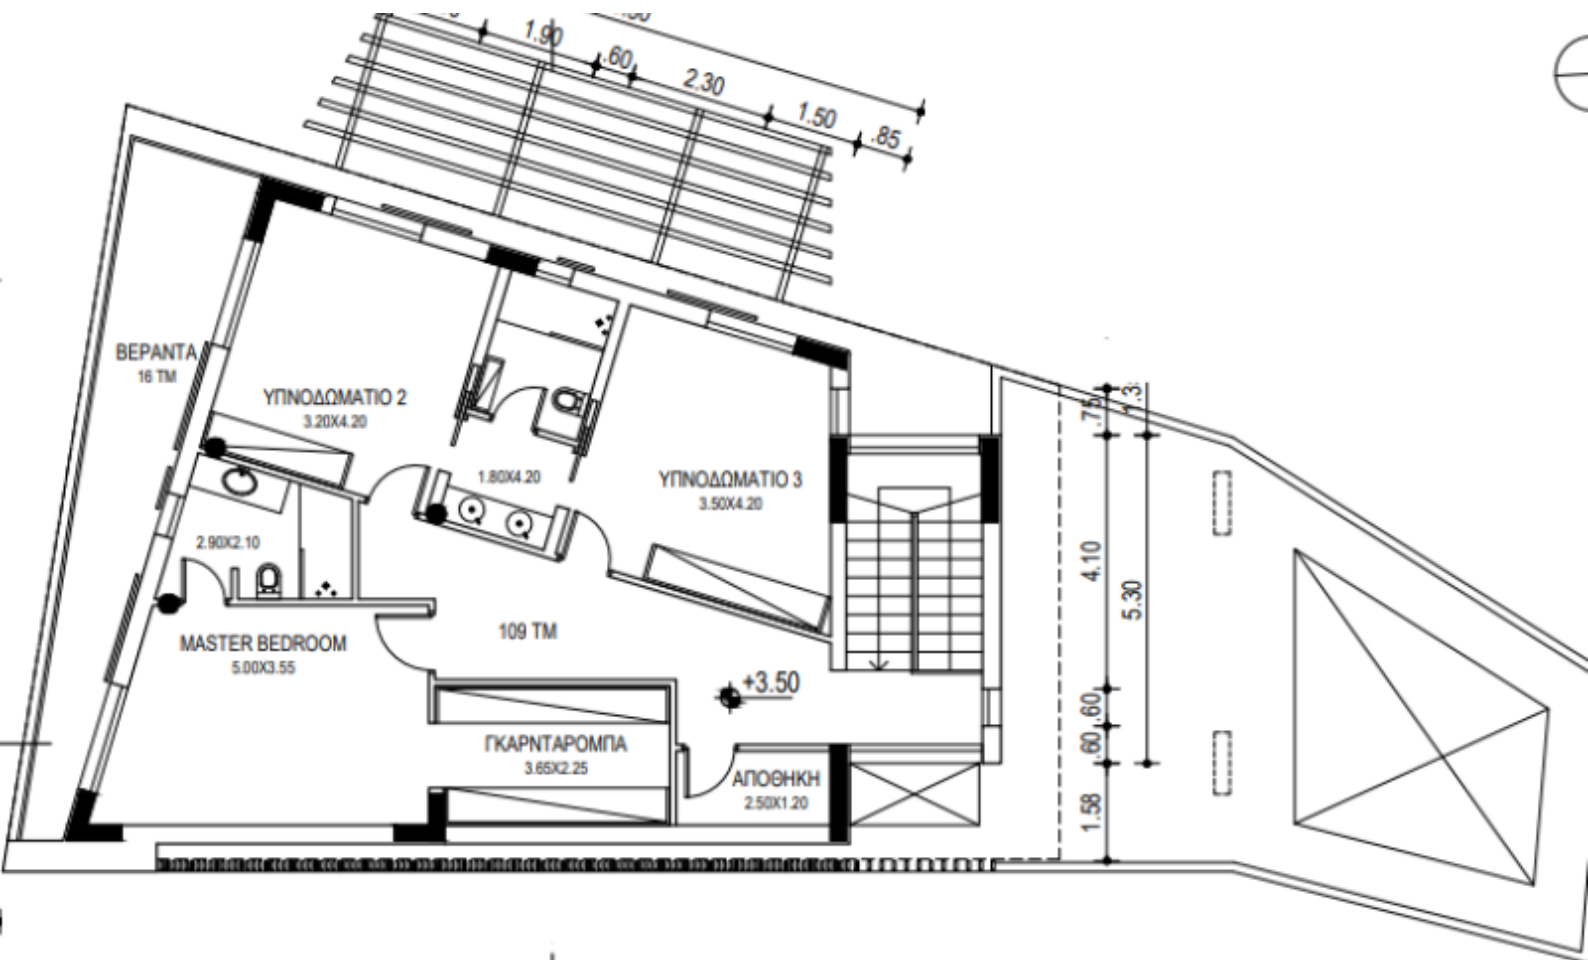 1.90
.60
2.30
1.50
.85
ΒΕΡΑΝΤΑ
16 ΤΜ
ΥΠΝΟΔΩΜΑΤΙΟ 2
3.20X4.20
1.80X4.20
ΥΠΝΟΔΩΜΑΤΙΟ 3
3.50X4.20
2.90X2.10
MASTER BEDROOM
5.00X3.55
109 ΤΜ
+3.50
ΓΚΑΡΝΤΑΡΟΜΠΑ
3.65X2.25
ΑΠΟΘΗΚΗ
2.50X1.20
.75
4.10
5.30
.60
.60
1.58